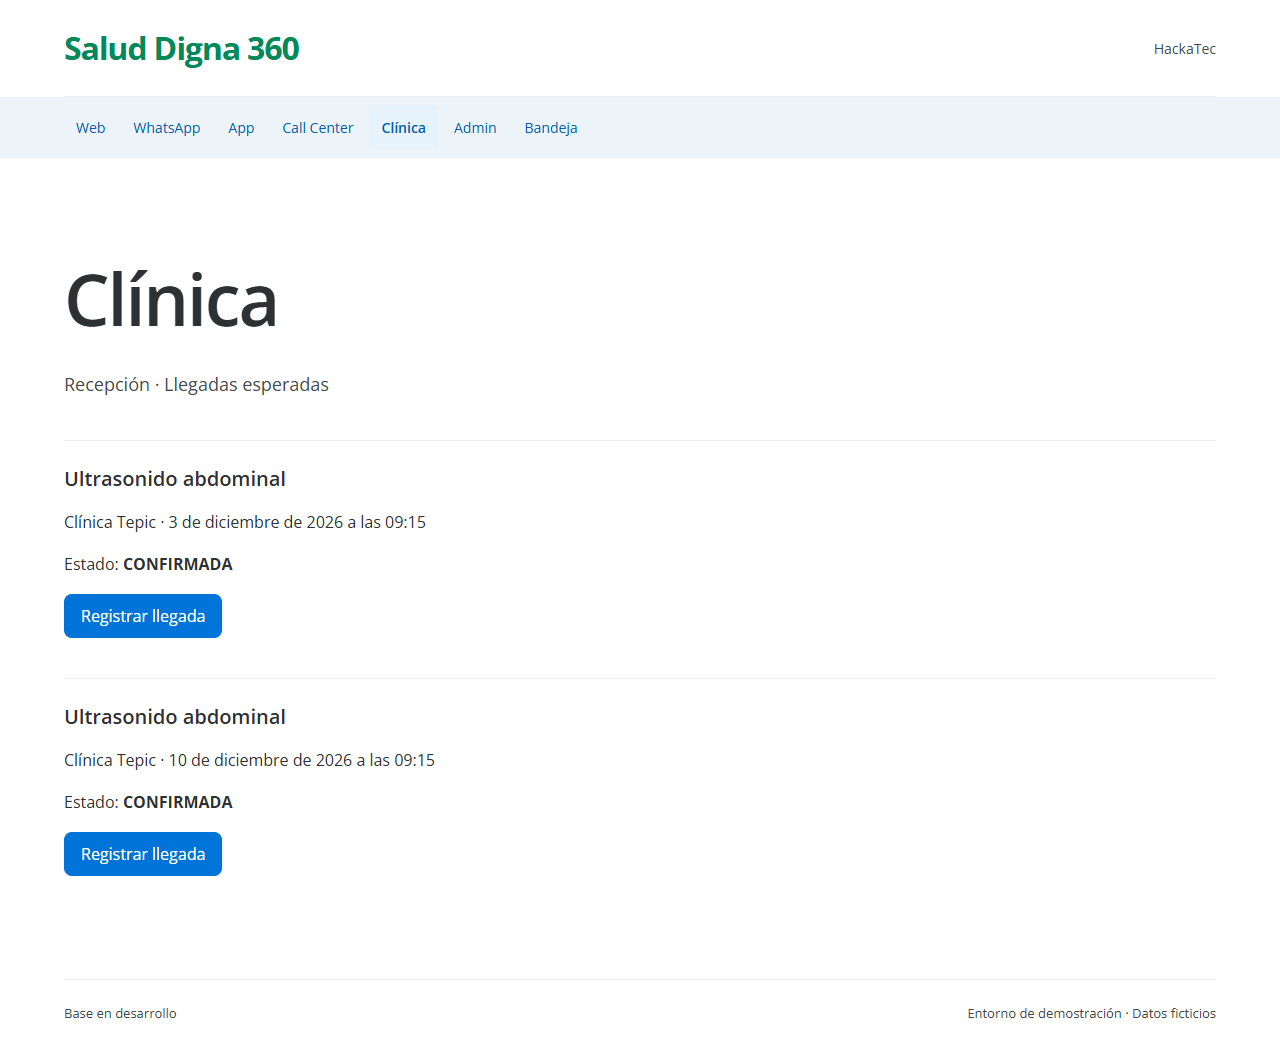 Salud Digna 360
HackaTec
Web WhatsApp App Call Center Clínica Admin Bandeja
Clínica
Recepción · Llegadas esperadas
Ultrasonido abdominal
Clínica Tepic · 3 de diciembre de 2026 a las 09:15
Estado: CONFIRMADA
Registrar llegada
Ultrasonido abdominal
Clínica Tepic · 10 de diciembre de 2026 a las 09:15
Estado: CONFIRMADA
Registrar llegada
Base en desarrollo
Entorno de demostración · Datos ficticios